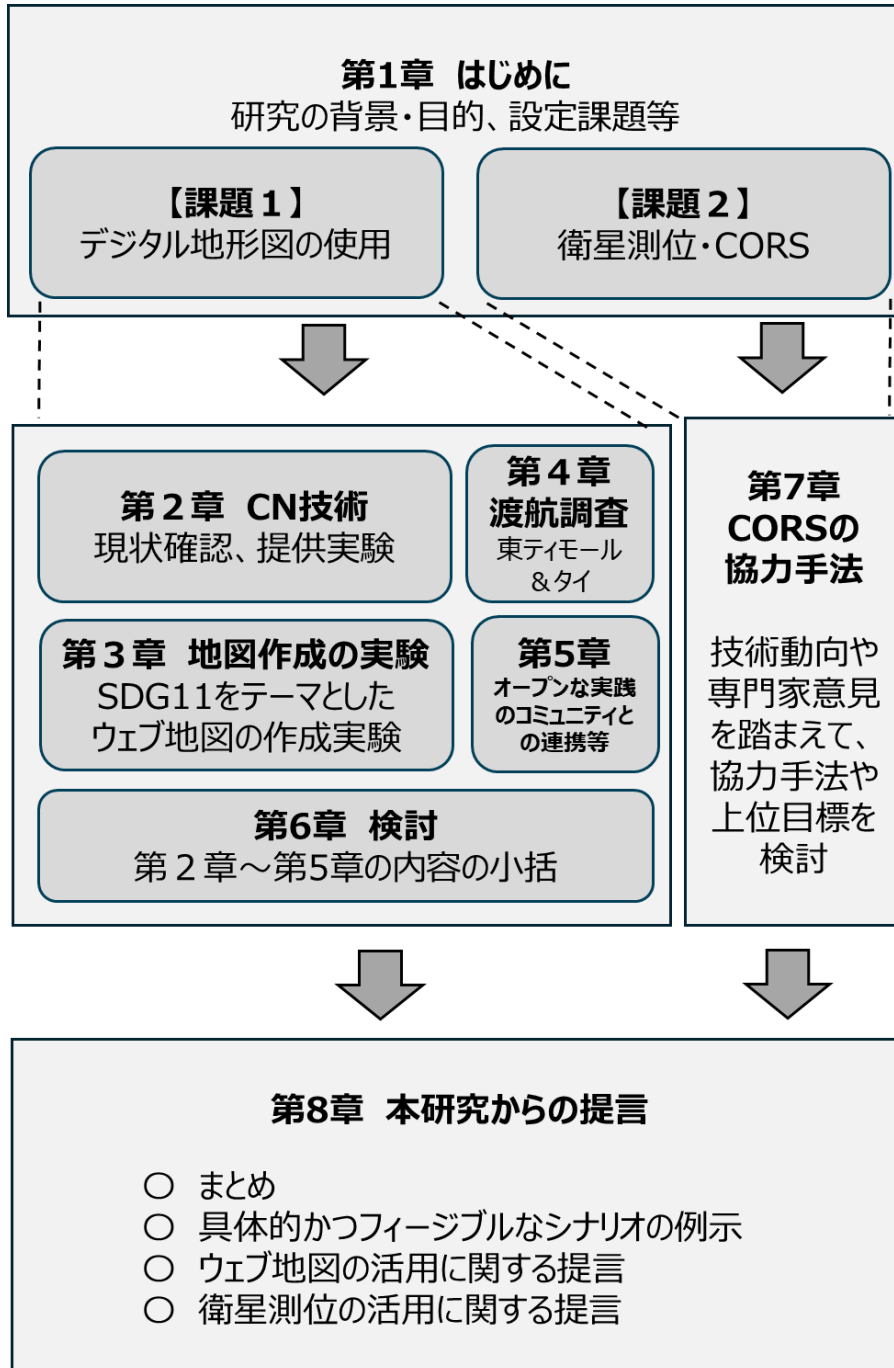 第1章 はじめに
研究の背景・目的、設定課題等
【課題１】
デジタル地形図の使用
【課題２】
衛星測位・CORS
第２章 CN技術
現状確認、提供実験
第４章
渡航調査
東ティモール
＆タイ
第３章 地図作成の実験
SDG11をテーマとした
ウェブ地図の作成実験
第5章
オープンな実践
のコミュニティと
の連携等
第6章 検討
第２章～第5章の内容の小括
第7章
CORSの
協力手法
技術動向や
専門家意見
を踏まえて、
協力手法や
上位目標を
検討
第8章 本研究からの提言
○ まとめ
○ 具体的かつフィージブルなシナリオの例示
○ ウェブ地図の活用に関する提言
○ 衛星測位の活用に関する提言